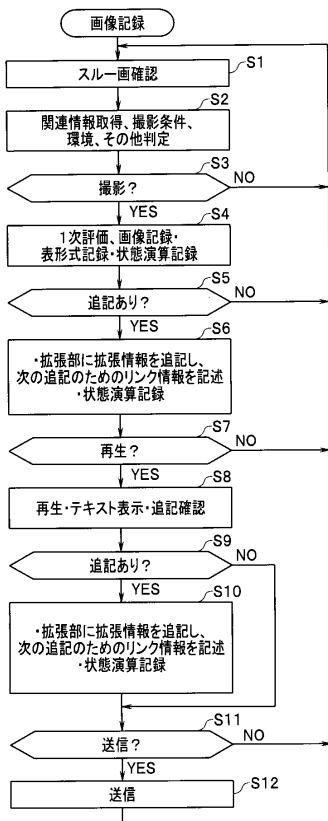 画像記録
S1
スルー画確認
S2
関連情報取得、撮影条件、
環境、その他判定
S3
撮影?
NO
YES
S4
1次評価、画像記録・
表形式記録・状態演算記録
S5
追記あり?
NO
YES
S6
・拡張部に拡張情報を追記し、
次の追記のためのリンク情報を記述
・状態演算記録
S7
再生?
NO
YES
S8
再生・テキスト表示・追記確認
S9
追記あり?
NO
YES
S10
・拡張部に拡張情報を追記し、
次の追記のためのリンク情報を記述
・状態演算記録
S11
送信?
NO
YES
S12
送信